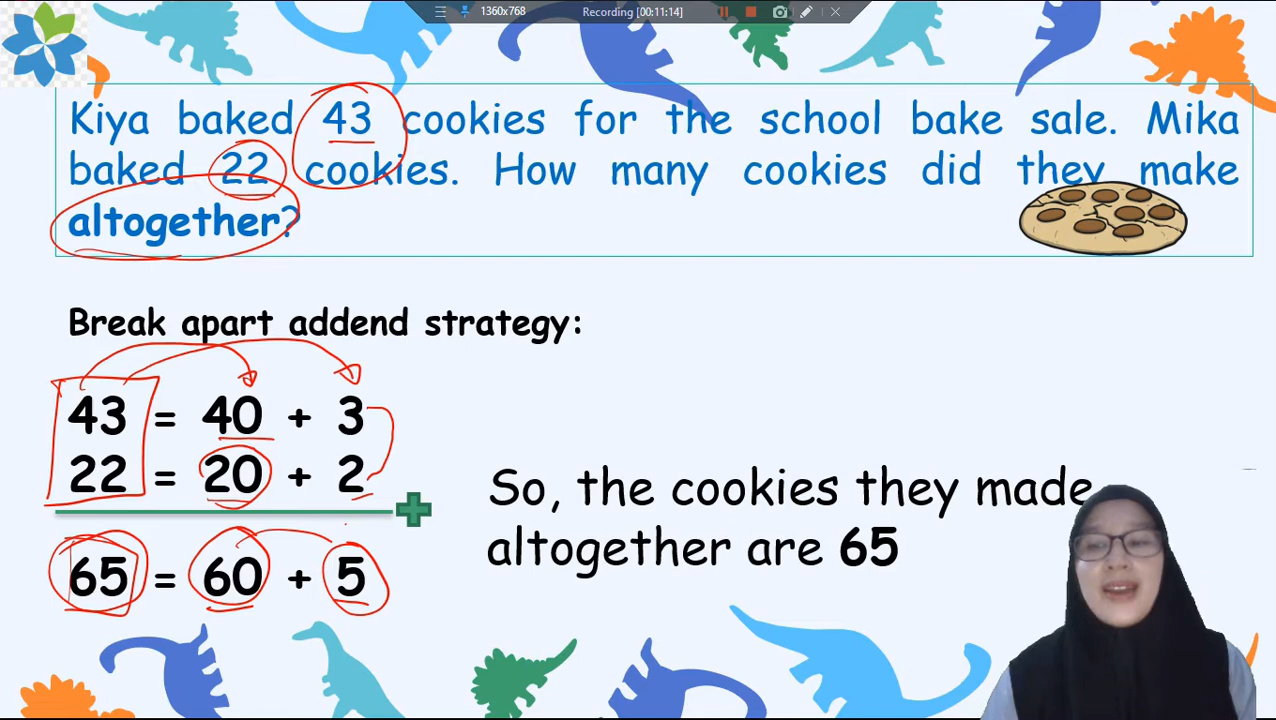 1360x768 Recording [00:11:14]
Kiya baked 43 cookies for the school bake sale. Mika
baked 22 cookies. How many cookies did they make
altogether?
Break apart addend strategy:
43 = 40 + 3
22 = 20 + 2
+
65 = 60 + 5
So, the cookies they made
altogether are 65